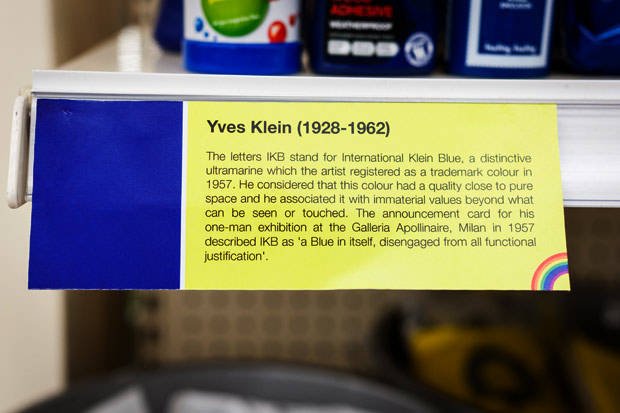 ADHESIVE
WEATHERPROOF
Yves Klein (1928-1962)
The letters IKB stand for International Klein Blue, a distinctive
ultramarine which the artist registered as a trademark colour in
1957. He considered that this colour had a quality close to pure
space and he associated it with immaterial values beyond what
can be seen or touched. The announcement card for his
one-man exhibition at the Galleria Apollinaire, Milan in 1957
described IKB as 'a Blue in itself, disengaged from all functional
justification'.